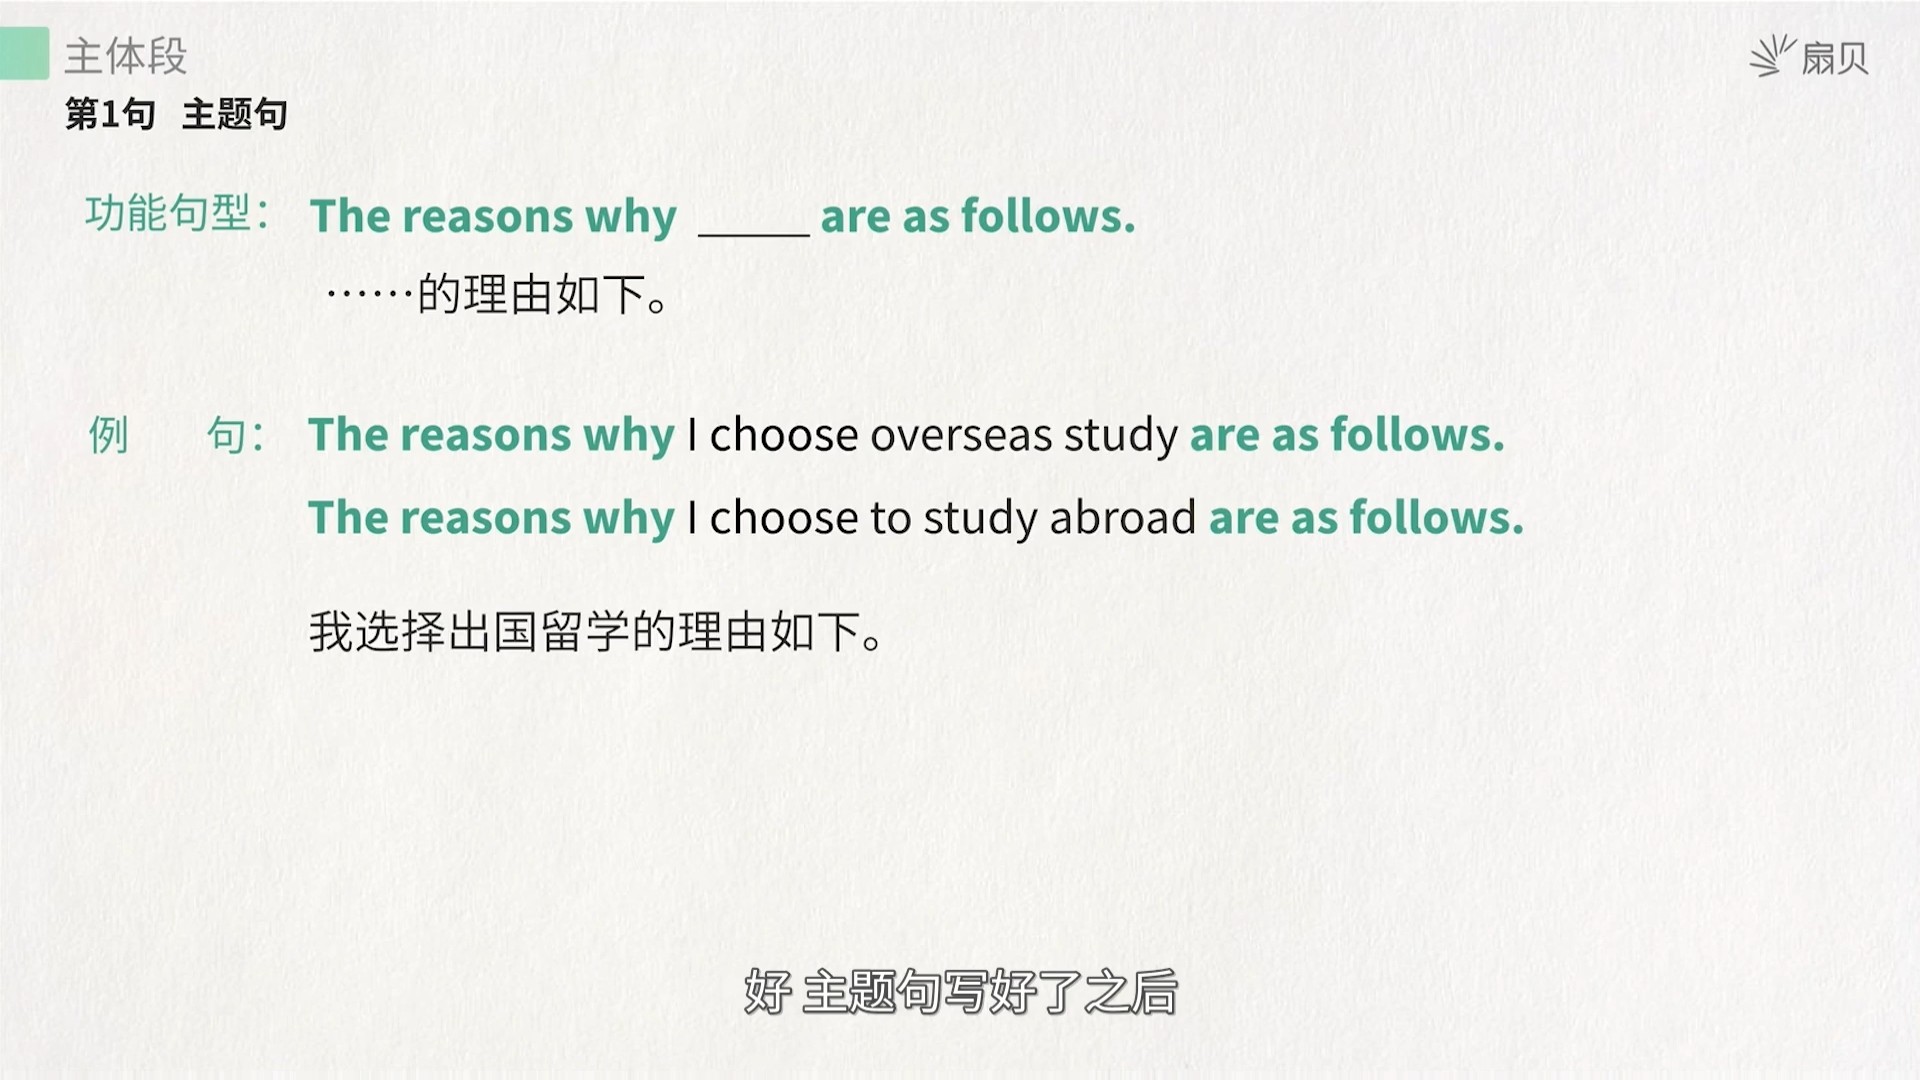 主体段
扇贝
第1句 主题句
功能句型： The reasons why _____ are as follows.
……的理由如下。
例 句： The reasons why I choose overseas study are as follows.
The reasons why I choose to study abroad are as follows.
我选择出国留学的理由如下。
好 主题句写好了之后